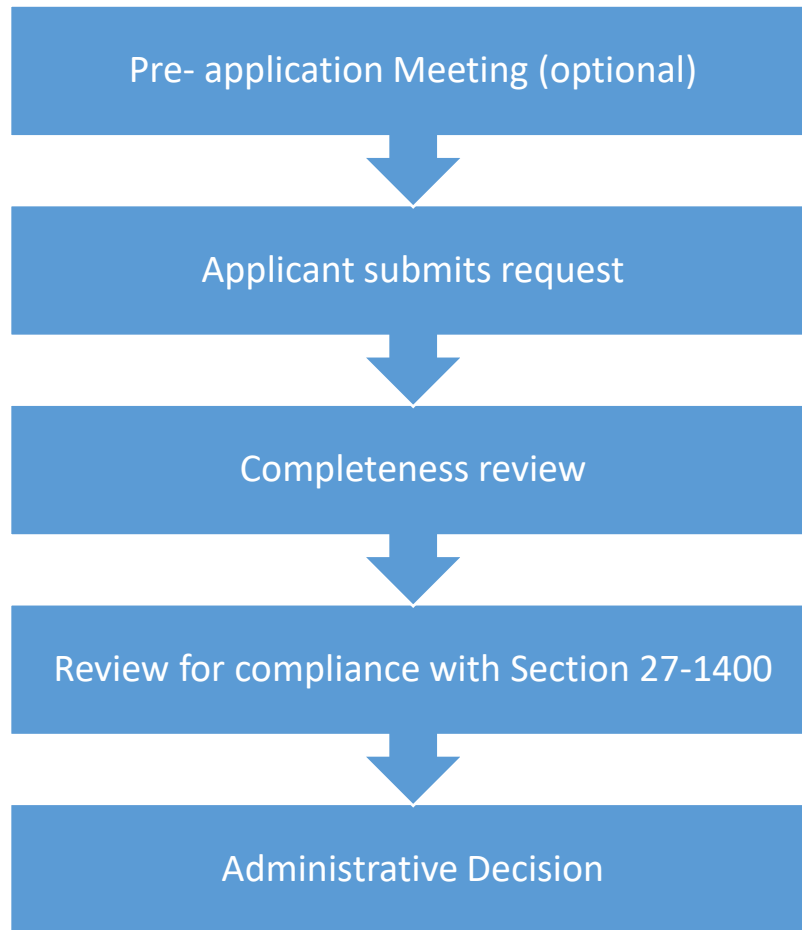 Pre- application Meeting (optional)
Applicant submits request
Completeness review
Review for compliance with Section 27-1400
Administrative Decision